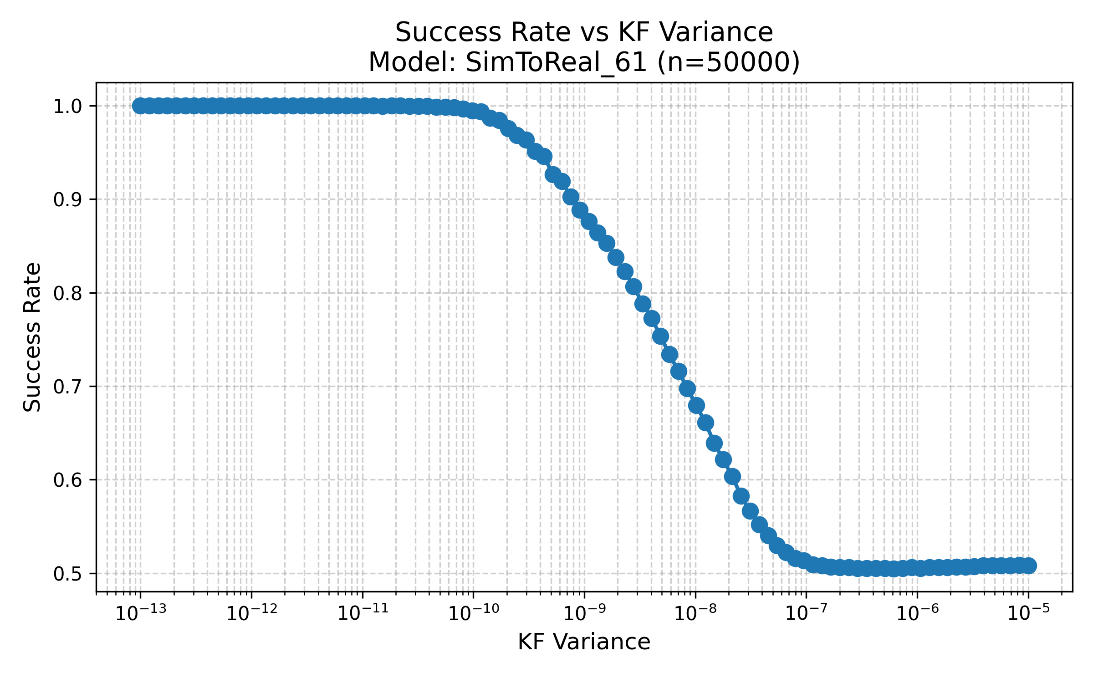 Success Rate vs KF Variance
Model: SimToReal_61 (n=50000)
Success Rate
1.0
0.9
0.8
0.7
0.6
0.5
10⁻¹³ 10⁻¹² 10⁻¹¹ 10⁻¹⁰ 10⁻⁹ 10⁻⁸ 10⁻⁷ 10⁻⁶ 10⁻⁵
KF Variance